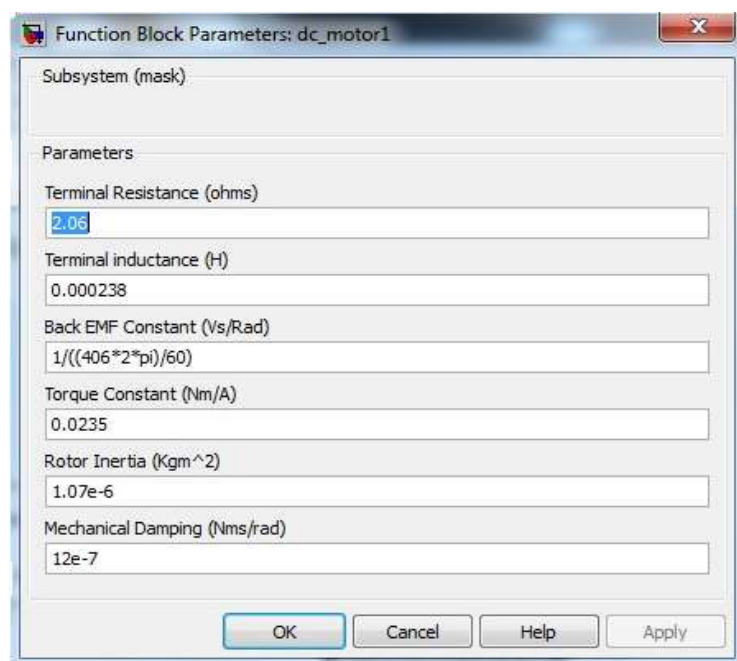 Function Block Parameters: dc_motor1
Subsystem (mask)
Parameters
Terminal Resistance (ohms)
2.06
Terminal inductance (H)
0.000238
Back EMF Constant (Vs/Rad)
1/((406*2*pi)/60)
Torque Constant (Nm/A)
0.0235
Rotor Inertia (Kgm^2)
1.07e-6
Mechanical Damping (Nms/rad)
12e-7
OK Cancel Help Apply